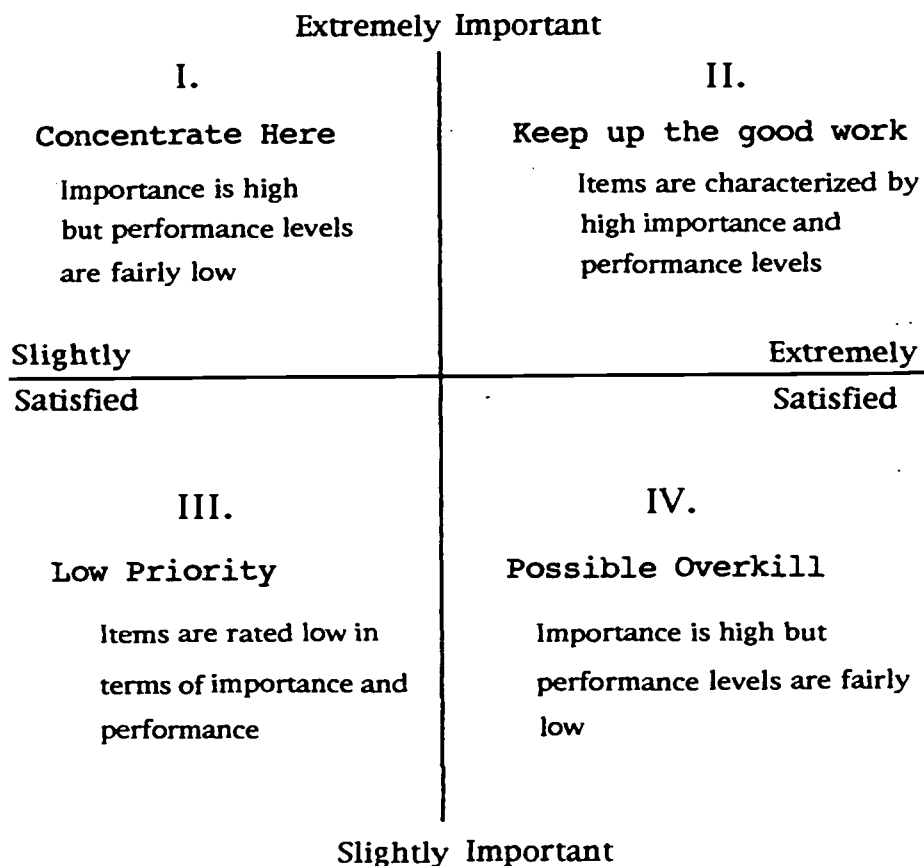 Extremely Important
I.
Concentrate Here
Importance is high
but performance levels
are fairly low
II.
Keep up the good work
Items are characterized by
high importance and
performance levels
Slightly
Satisfied
Extremely
Satisfied
III.
Low Priority
Items are rated low in
terms of importance and
performance
IV.
Possible Overkill
Importance is high but
performance levels are fairly
low
Slightly Important